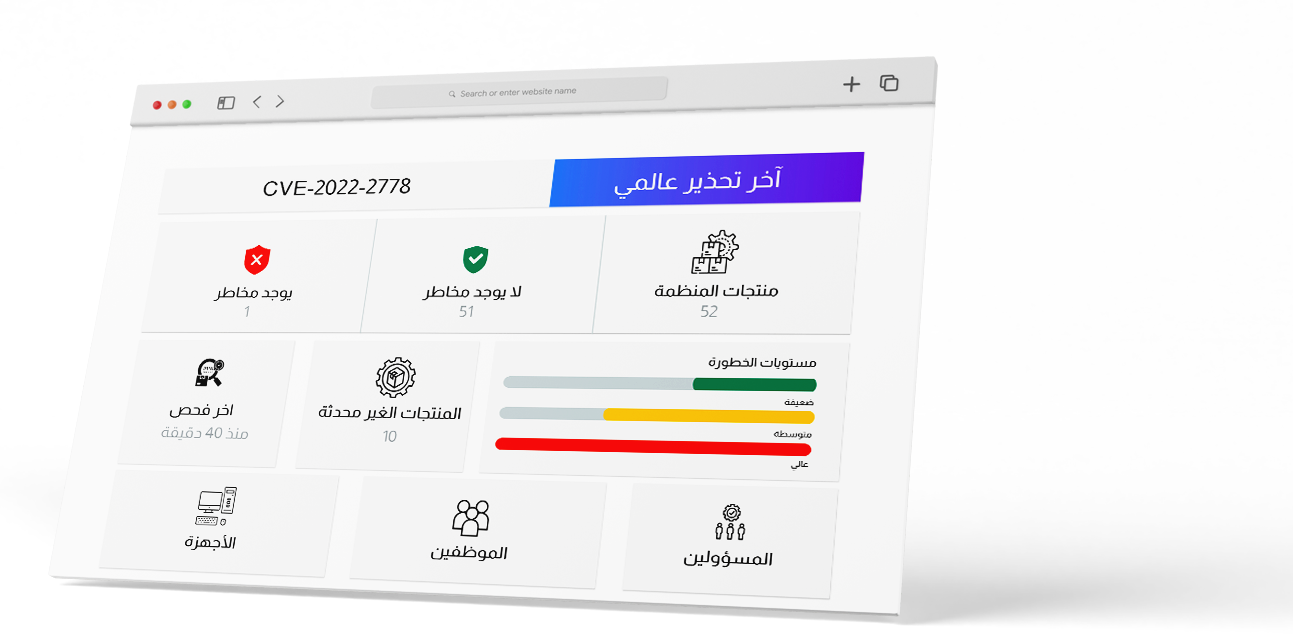 Search or enter website name
آخر تحذير عالمي
CVE-2022-2778
منتجات المنظمة
52
لا يوجد مخاطر
51
يوجد مخاطر
1
مستويات الخطورة
ضعيفة
متوسطة
عالي
المنتجات الغير محدثة
10
اخر فحص
منذ 40 دقيقة
المسؤولين
الموظفين
الأجهزة